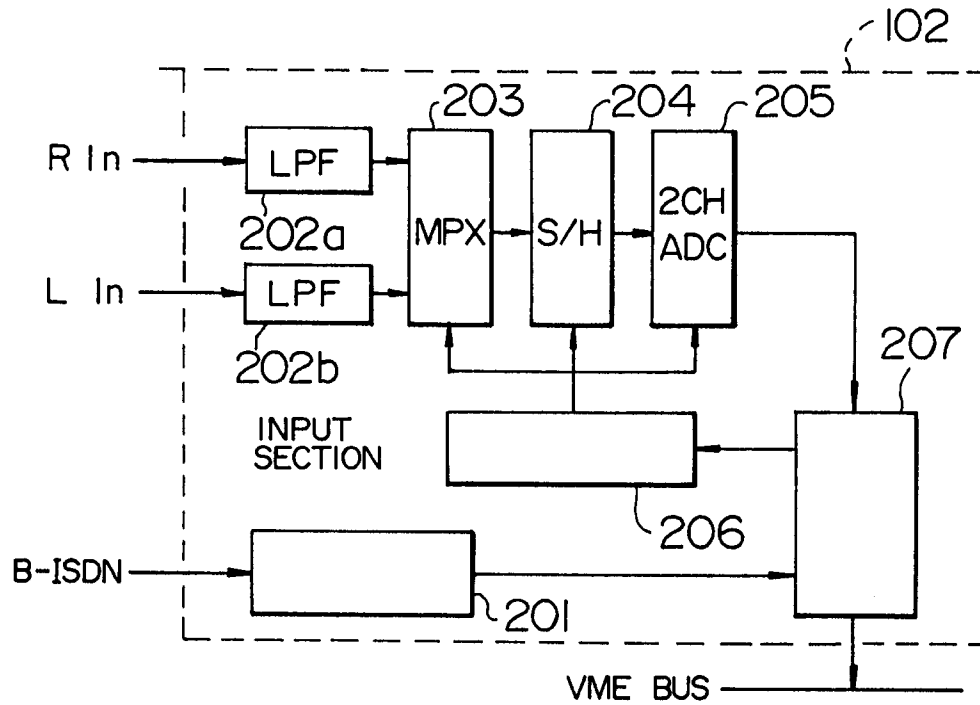 102
203
204
205
R In
LPF
202a
MPX
S/H
2CH
ADC
L In
LPF
202b
207
INPUT
SECTION
206
B-ISDN
201
VME BUS